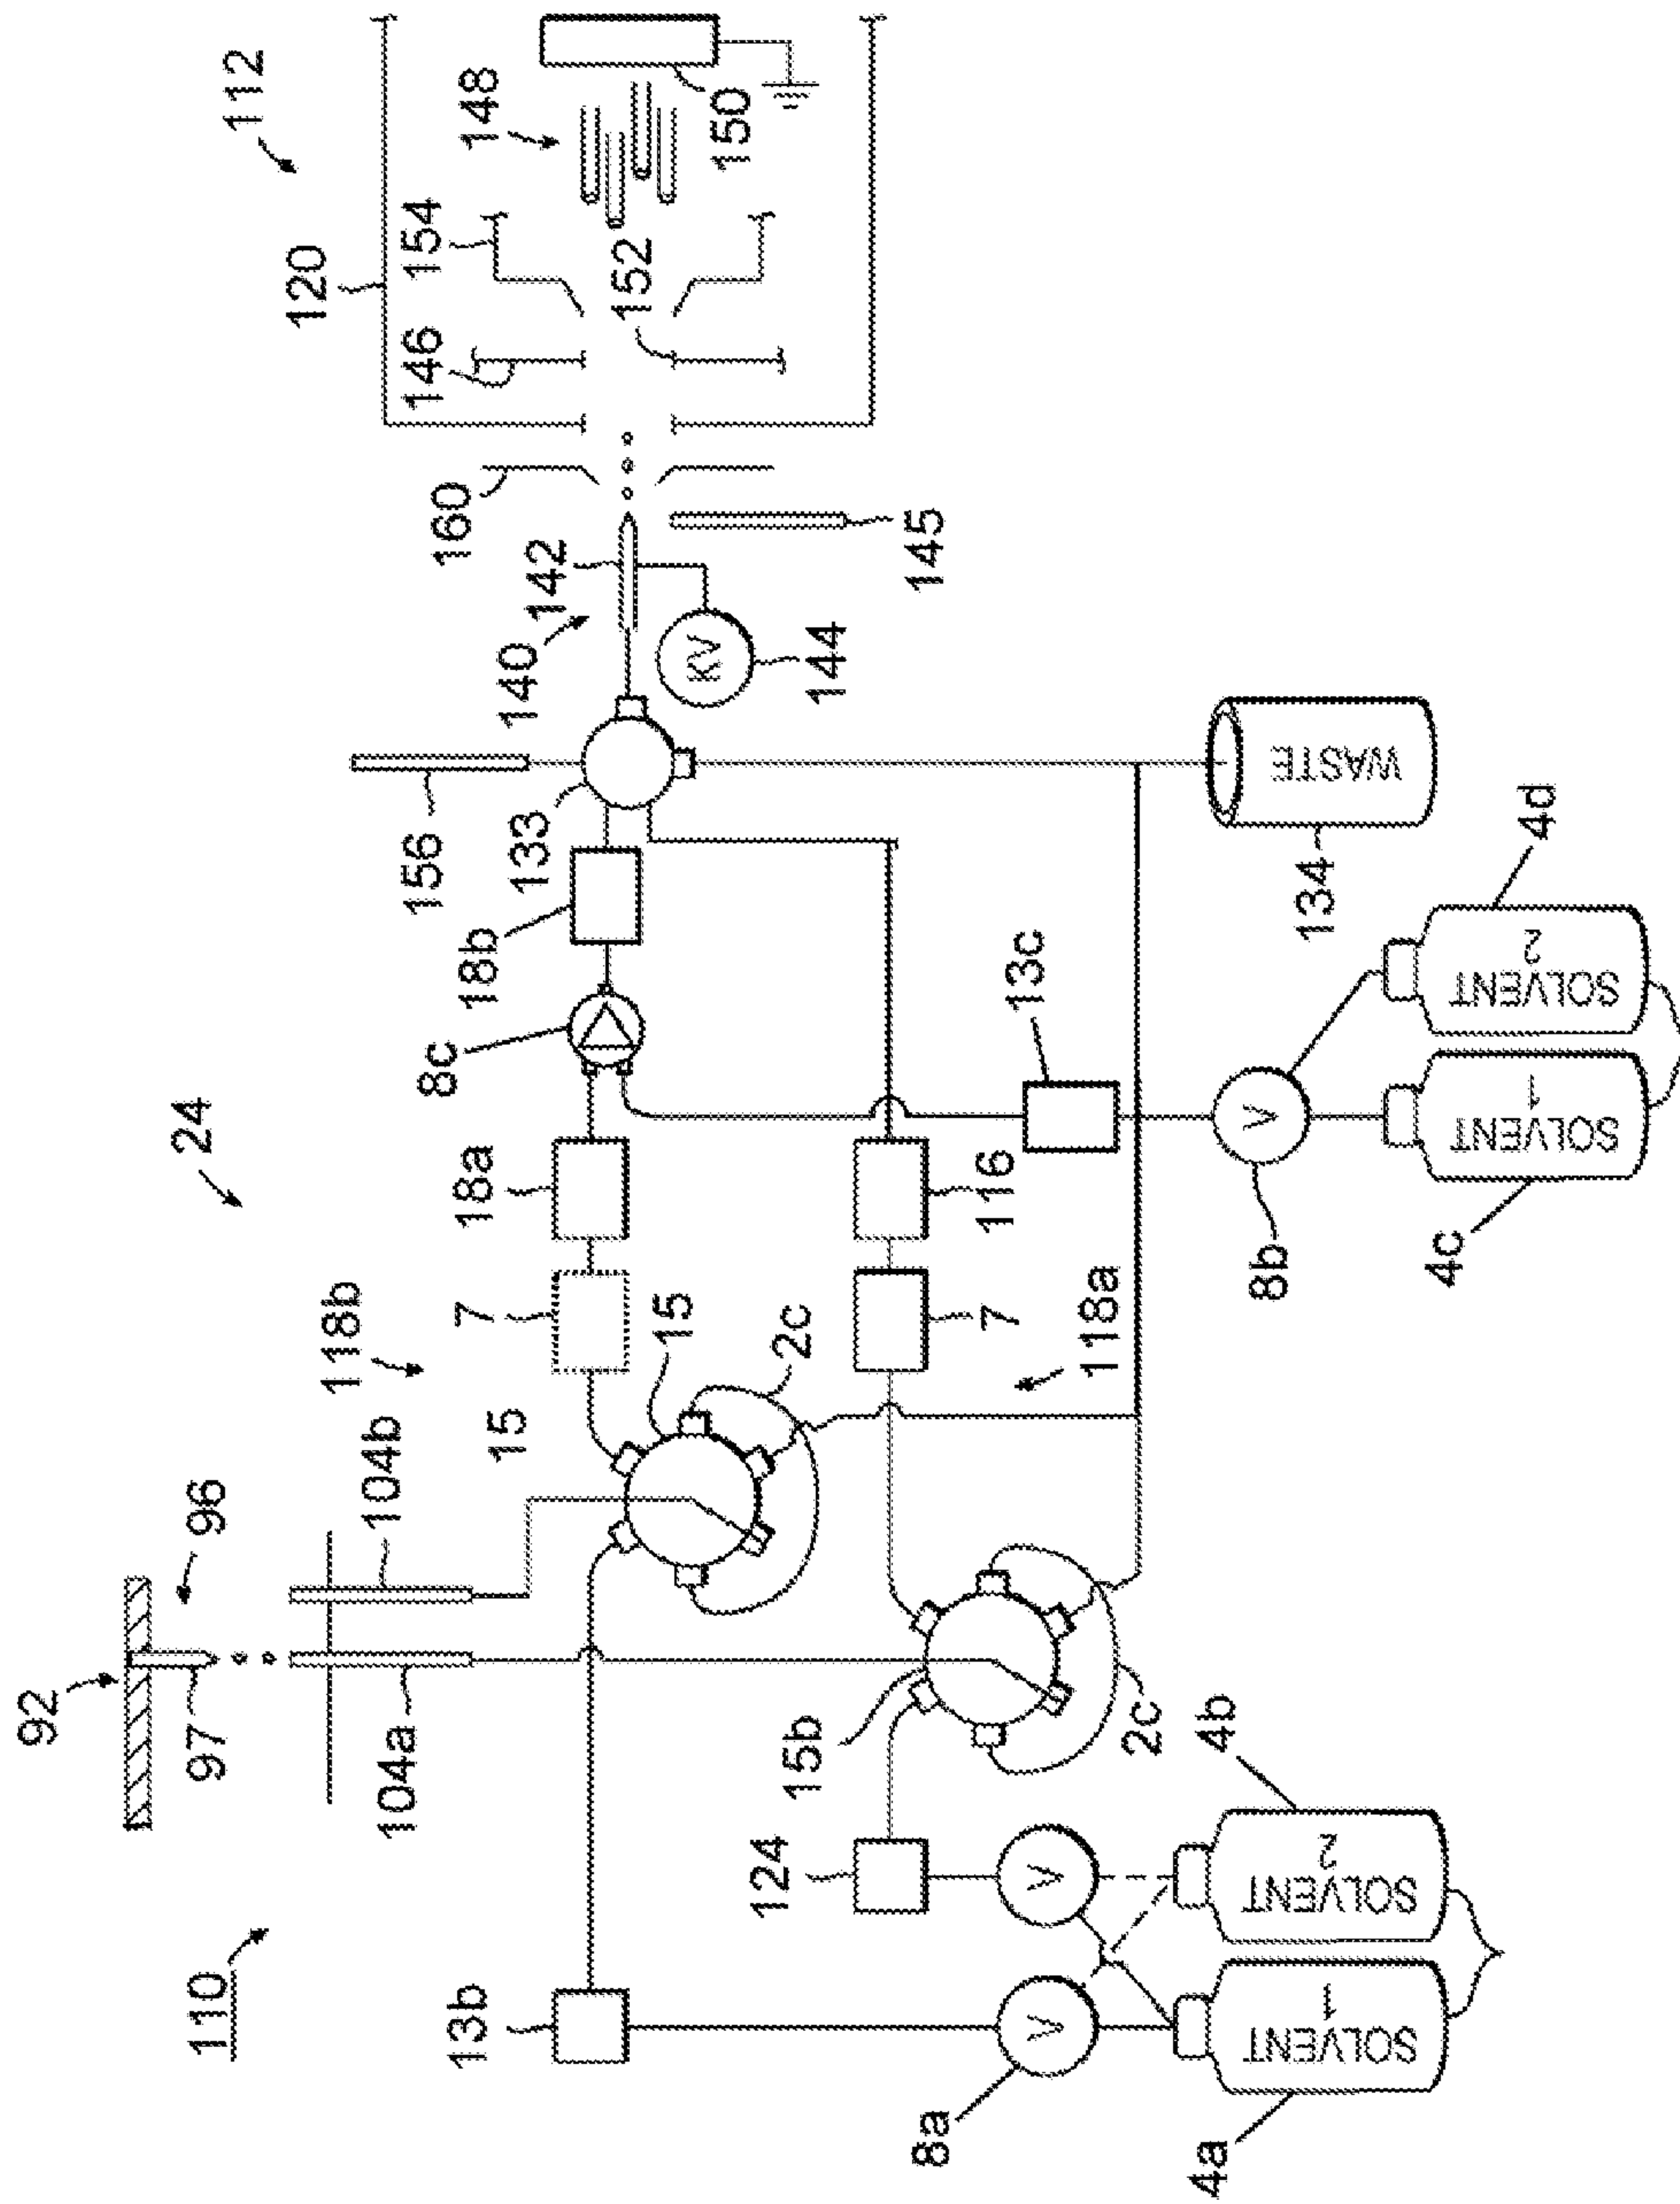 110
92
96
97
104a
104b
118b
24
112
120
154
148
146
152
150
160
156
140
142
145
144
KV
133
18b
8c
18a
7
15
15
2c
13b
124
15b
2c
7
116
118a
13c
WASTE
134
8a
V
V
4a
SOLVENT
1
4b
SOLVENT
2
8b
V
4c
SOLVENT
1
4d
SOLVENT
2